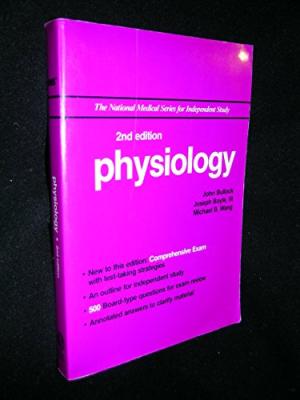 The National Medical Series for Independent Study
2nd edition
physiology
John Bullock
Joseph Boyle, III
Michael B. Wang
• New to this edition: Comprehensive Exam
with test-taking strategies
• An outline for independent study
• 500 Board-type questions for exam review
• Annotated answers to clarify material
physiology • 2nd edition